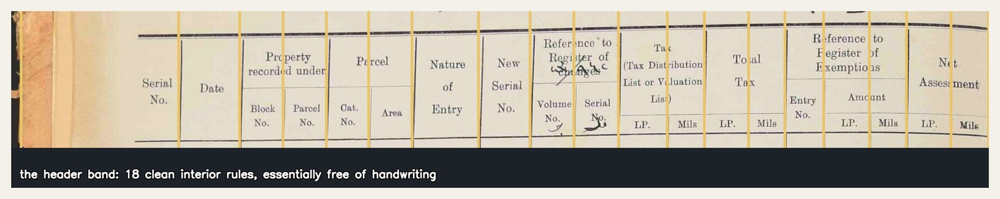 Serial
No.
Date
Property
recorded under
Block
No.
Parcel
No.
Parcel
Cat.
No.
Area
Nature
of
Entry
New
Serial
No.
Reference to
Register of
Changes
Volume
No.
Serial
No.
Tax
(Tax Distribution
List or Valuation
List)
LP.
Mils
Total
Tax
LP.
Mils
Reference to
Register of
Exemptions
Entry
No.
Amount
LP.
Mils
Net
Assessment
LP.
Mils
the header band: 18 clean interior rules, essentially free of handwriting